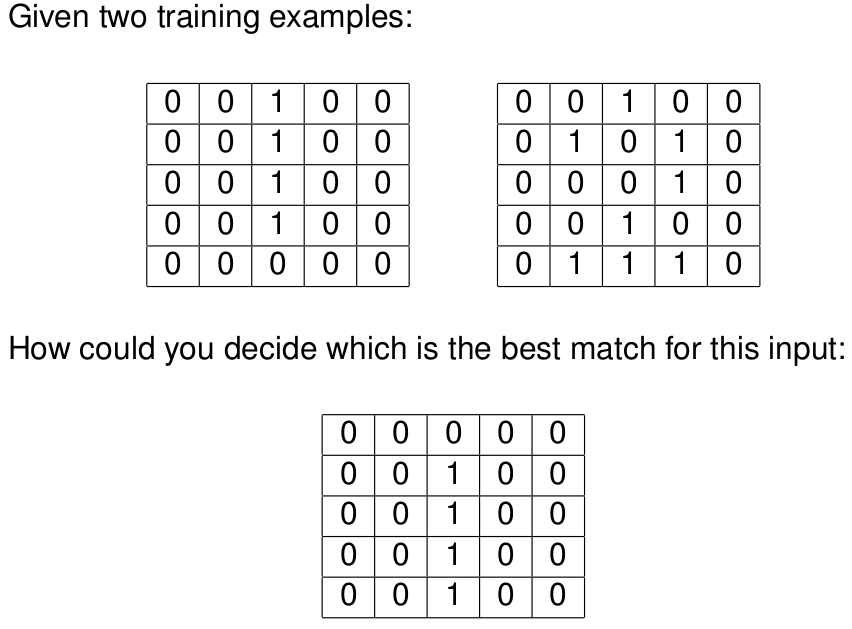 Given two training examples:
0 0 1 0 0 0 0 1 0 0
0 0 1 0 0 0 1 0 1 0
0 0 1 0 0 0 0 0 1 0
0 0 1 0 0 0 0 1 0 0
0 0 0 0 0 0 1 1 1 0
How could you decide which is the best match for this input:
0 0 0 0 0
0 0 1 0 0
0 0 1 0 0
0 0 1 0 0
0 0 1 0 0